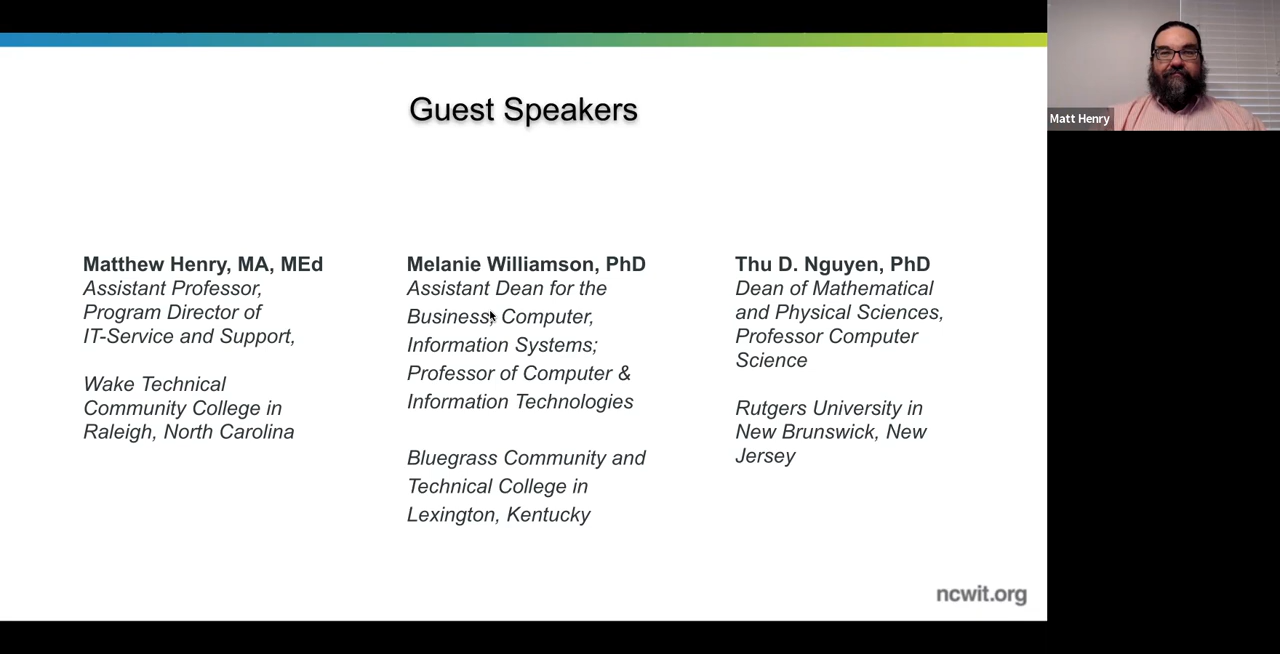 Guest Speakers
Matthew Henry, MA, MEd
Assistant Professor,
Program Director of
IT-Service and Support,
Wake Technical
Community College in
Raleigh, North Carolina
Melanie Williamson, PhD
Assistant Dean for the
Business, Computer,
Information Systems;
Professor of Computer &
Information Technologies
Bluegrass Community and
Technical College in
Lexington, Kentucky
Thu D. Nguyen, PhD
Dean of Mathematical
and Physical Sciences,
Professor Computer
Science
Rutgers University in
New Brunswick, New
Jersey
ncwit.org
Matt Henry